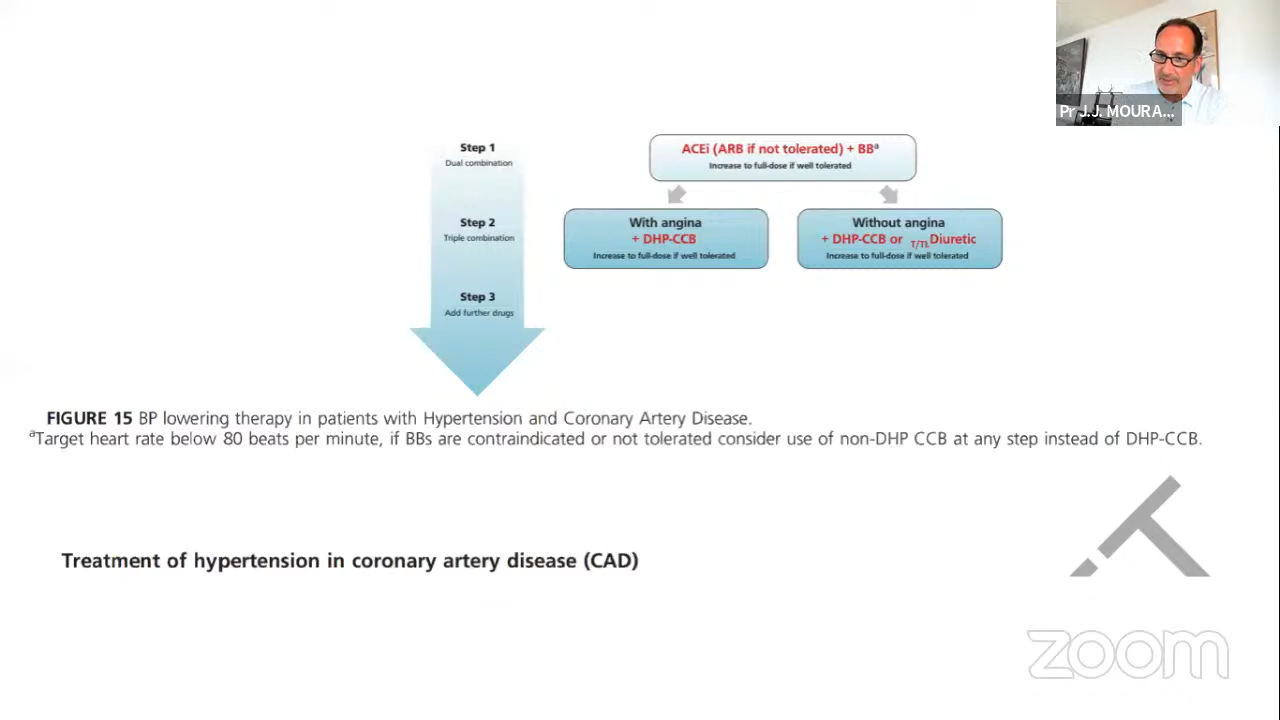 Pr J.J. MOURA...
Step 1
Dual combination
ACEi (ARB if not tolerated) + BBᵃ
Increase to full-dose if well tolerated
Step 2
Triple combination
With angina
+ DHP-CCB
Increase to full-dose if well tolerated
Without angina
+ DHP-CCB or T/TL Diuretic
Increase to full-dose if well tolerated
Step 3
Add further drugs
FIGURE 15 BP lowering therapy in patients with Hypertension and Coronary Artery Disease.
ᵃTarget heart rate below 80 beats per minute, if BBs are contraindicated or not tolerated consider use of non-DHP CCB at any step instead of DHP-CCB.
Treatment of hypertension in coronary artery disease (CAD)
zoom